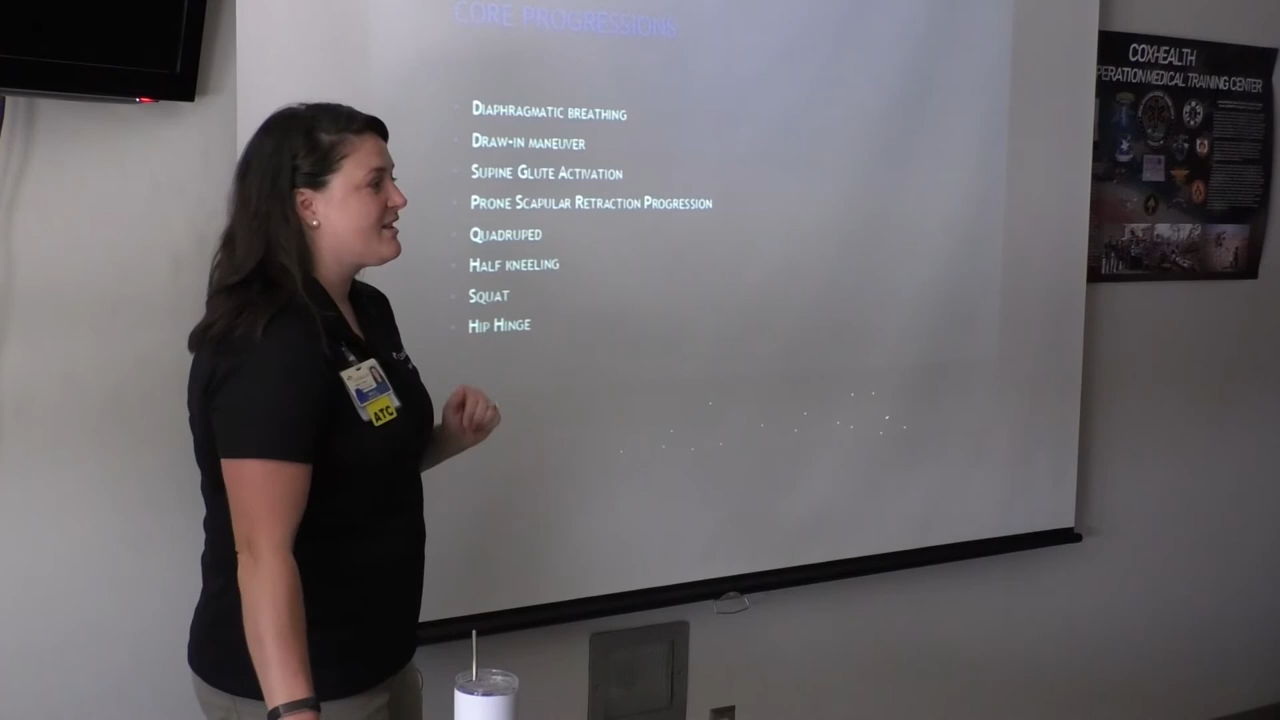 CORE PROGRESSIONS
DIAPHRAGMATIC BREATHING
DRAW-IN MANEUVER
SUPINE GLUTE ACTIVATION
PRONE SCAPULAR RETRACTION PROGRESSION
QUADRUPED
HALF KNEELING
SQUAT
HIP HINGE
COXHEALTH
PERATION MEDICAL TRAINING CENTER
ATC